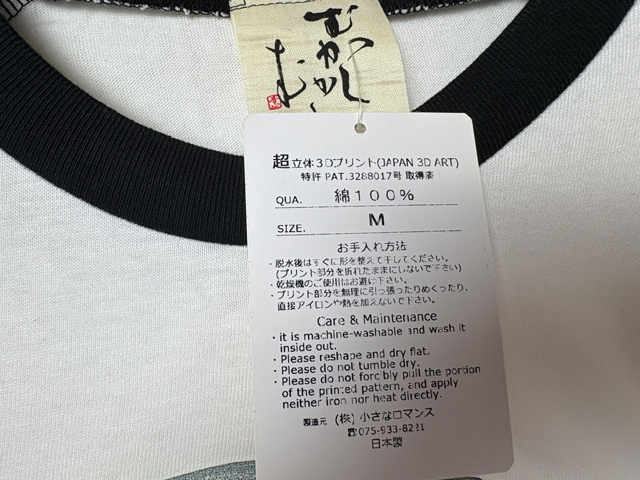 むかし
むかし
超立体3Dプリント(JAPAN 3D ART)
特許 PAT.3288017号 取得済
QUA. 綿100%
SIZE. M
お手入れ方法
・脱水後はすぐに形を整えて干してください。
(プリント部分を折れたままにしないで下さい)
・乾燥機のご使用はお避け下さい。
・プリント部分を無理に引っ張ったりめくったり、
直接アイロンや熱を加えないで下さい。
Care & Maintenance
・it is machine-washable and wash it
inside out.
・Please reshape and dry flat.
・Please do not tumble dry.
・Please do not forcibly pull the portion
of the printed pattern, and apply
neither iron nor heat directly.
製造元 (株)小さなロマンス
☎075-933-8221
日本製